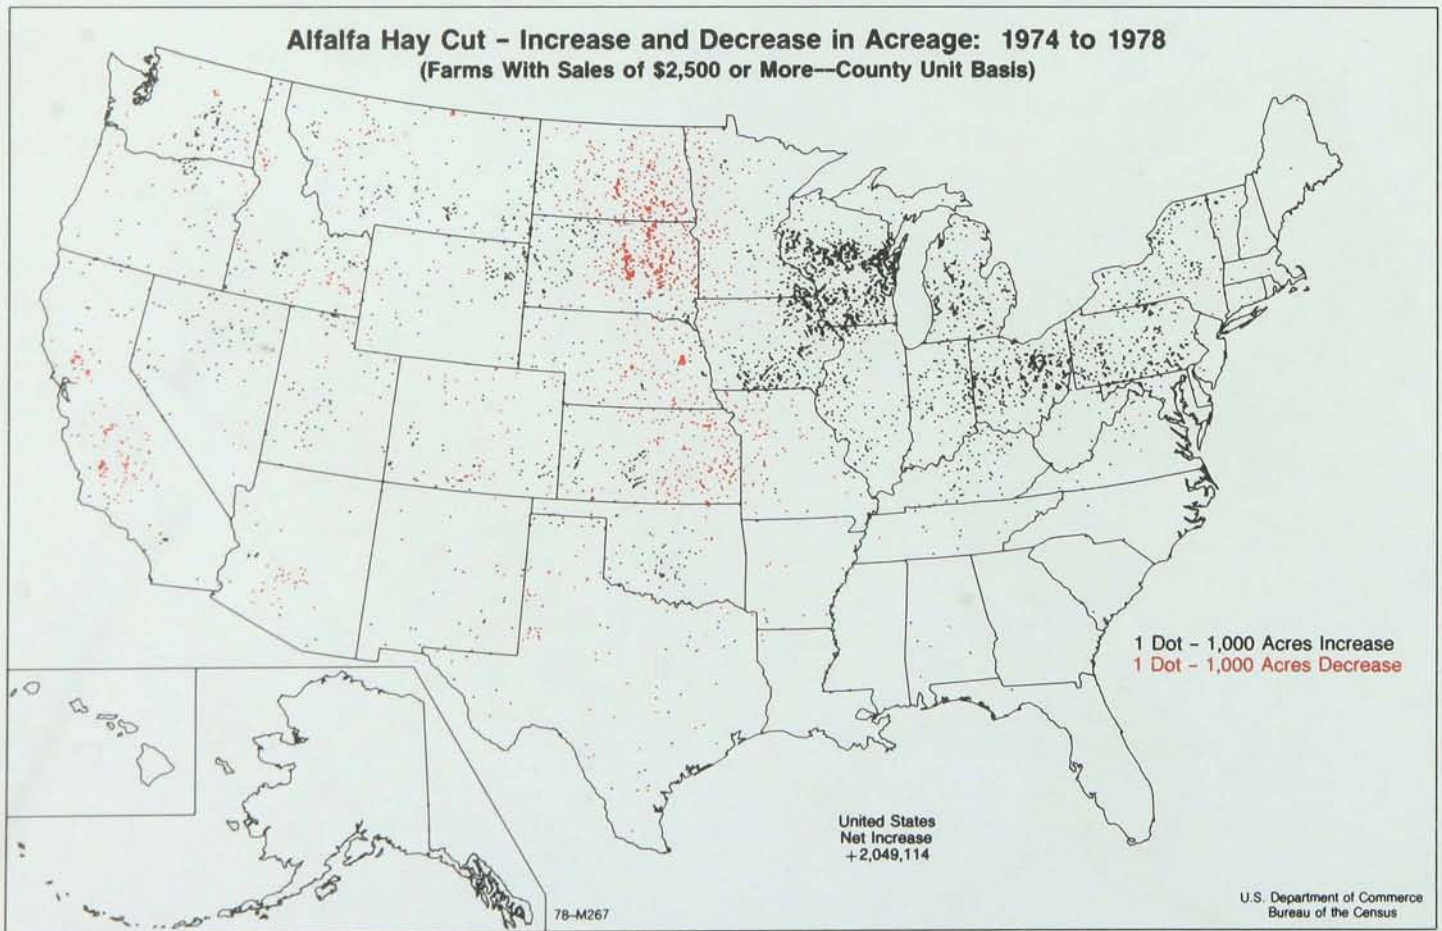 Alfalfa Hay Cut – Increase and Decrease in Acreage: 1974 to 1978
(Farms With Sales of $2,500 or More—County Unit Basis)
1 Dot – 1,000 Acres Increase
1 Dot – 1,000 Acres Decrease
United States
Net Increase
+2,049,114
78–M267
U.S. Department of Commerce
Bureau of the Census